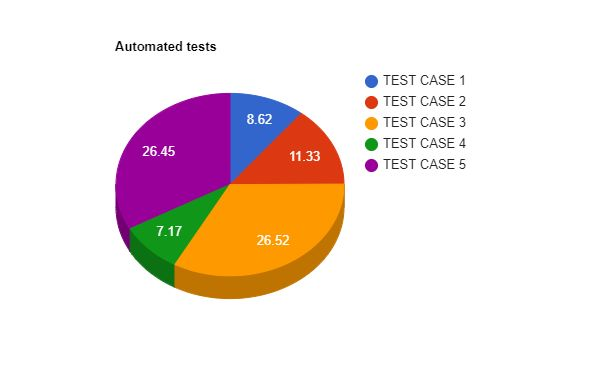 Automated tests
TEST CASE 1
TEST CASE 2
TEST CASE 3
TEST CASE 4
TEST CASE 5
8.62
11.33
26.52
7.17
26.45